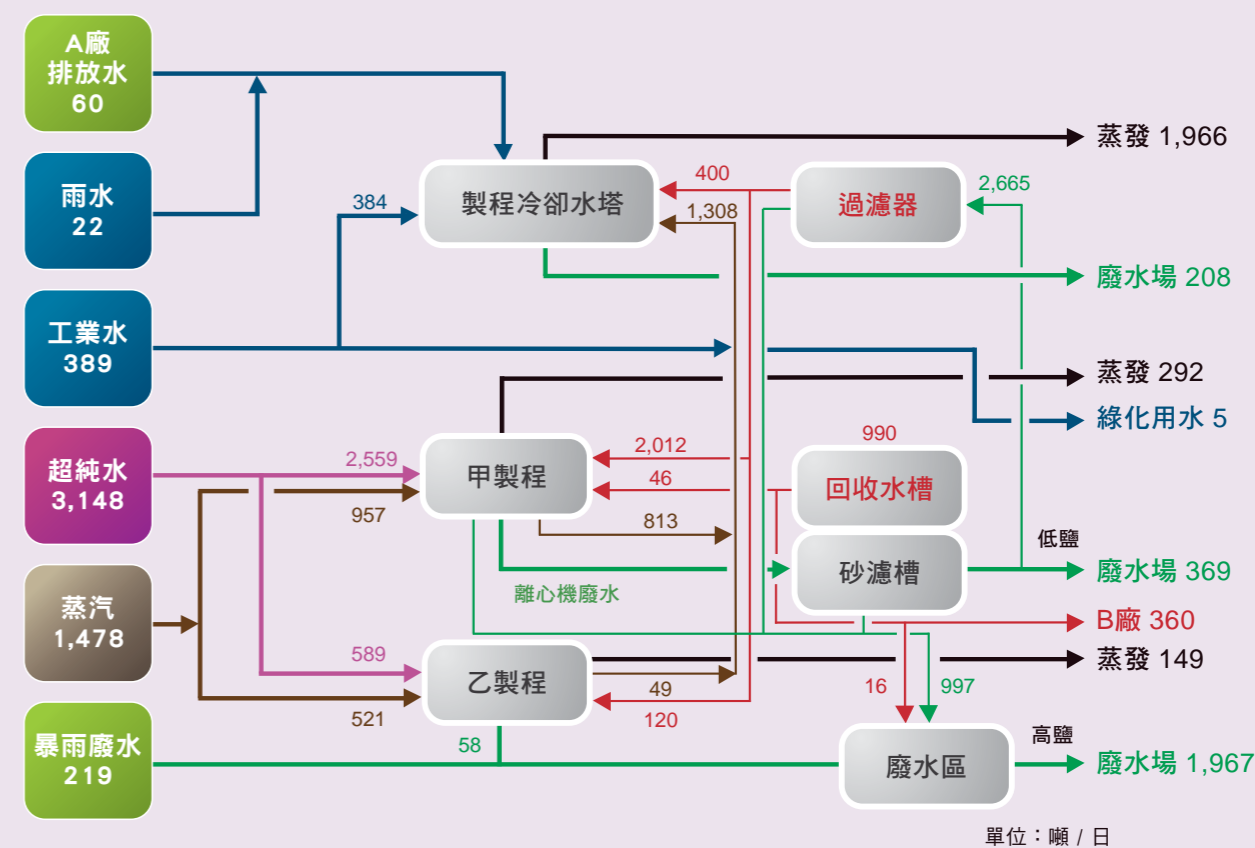 A廠
排放水
60
雨水
22
工業水
389
超純水
3,148
蒸汽
1,478
暴雨廢水
219
製程冷卻水塔
384
400
1,308
過濾器
2,665
蒸發 1,966
廢水場 208
蒸發 292
綠化用水 5
甲製程
2,559
957
2,012
46
813
離心機廢水
990
回收水槽
砂濾槽
低鹽
廢水場 369
B廠 360
蒸發 149
乙製程
589
521
49
120
58
16
997
廢水區
高鹽
廢水場 1,967
單位：噸 / 日